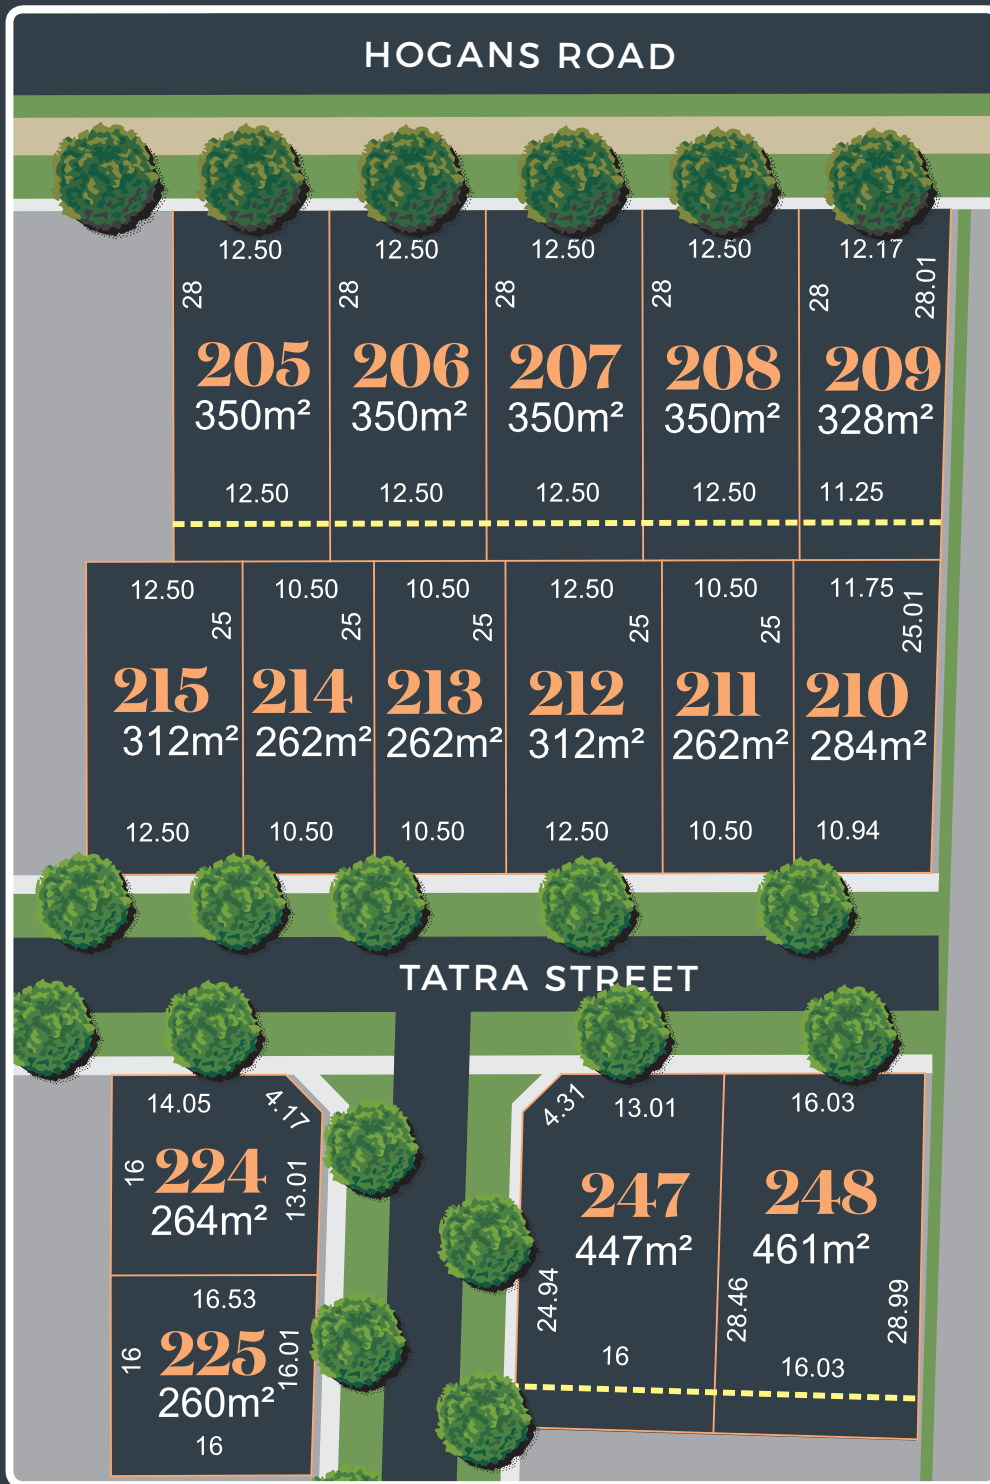 HOGANS ROAD
12.50 12.50 12.50 12.50 12.17
28 28 28 28 28 28.01
205 206 207 208 209
350m² 350m² 350m² 350m² 328m²
12.50 12.50 12.50 12.50 11.25
12.50 10.50 10.50 12.50 10.50 11.75
25 25 25 25 25 25.01
215 214 213 212 211 210
312m² 262m² 262m² 312m² 262m² 284m²
12.50 10.50 10.50 12.50 10.50 10.94
TATRA STREET
14.05 4.17
16 224 13.01
264m²
16.53
16 225 16.01
260m²
16
4.31 13.01 16.03
247 248
447m² 461m²
24.94 28.46 28.99
16 16.03